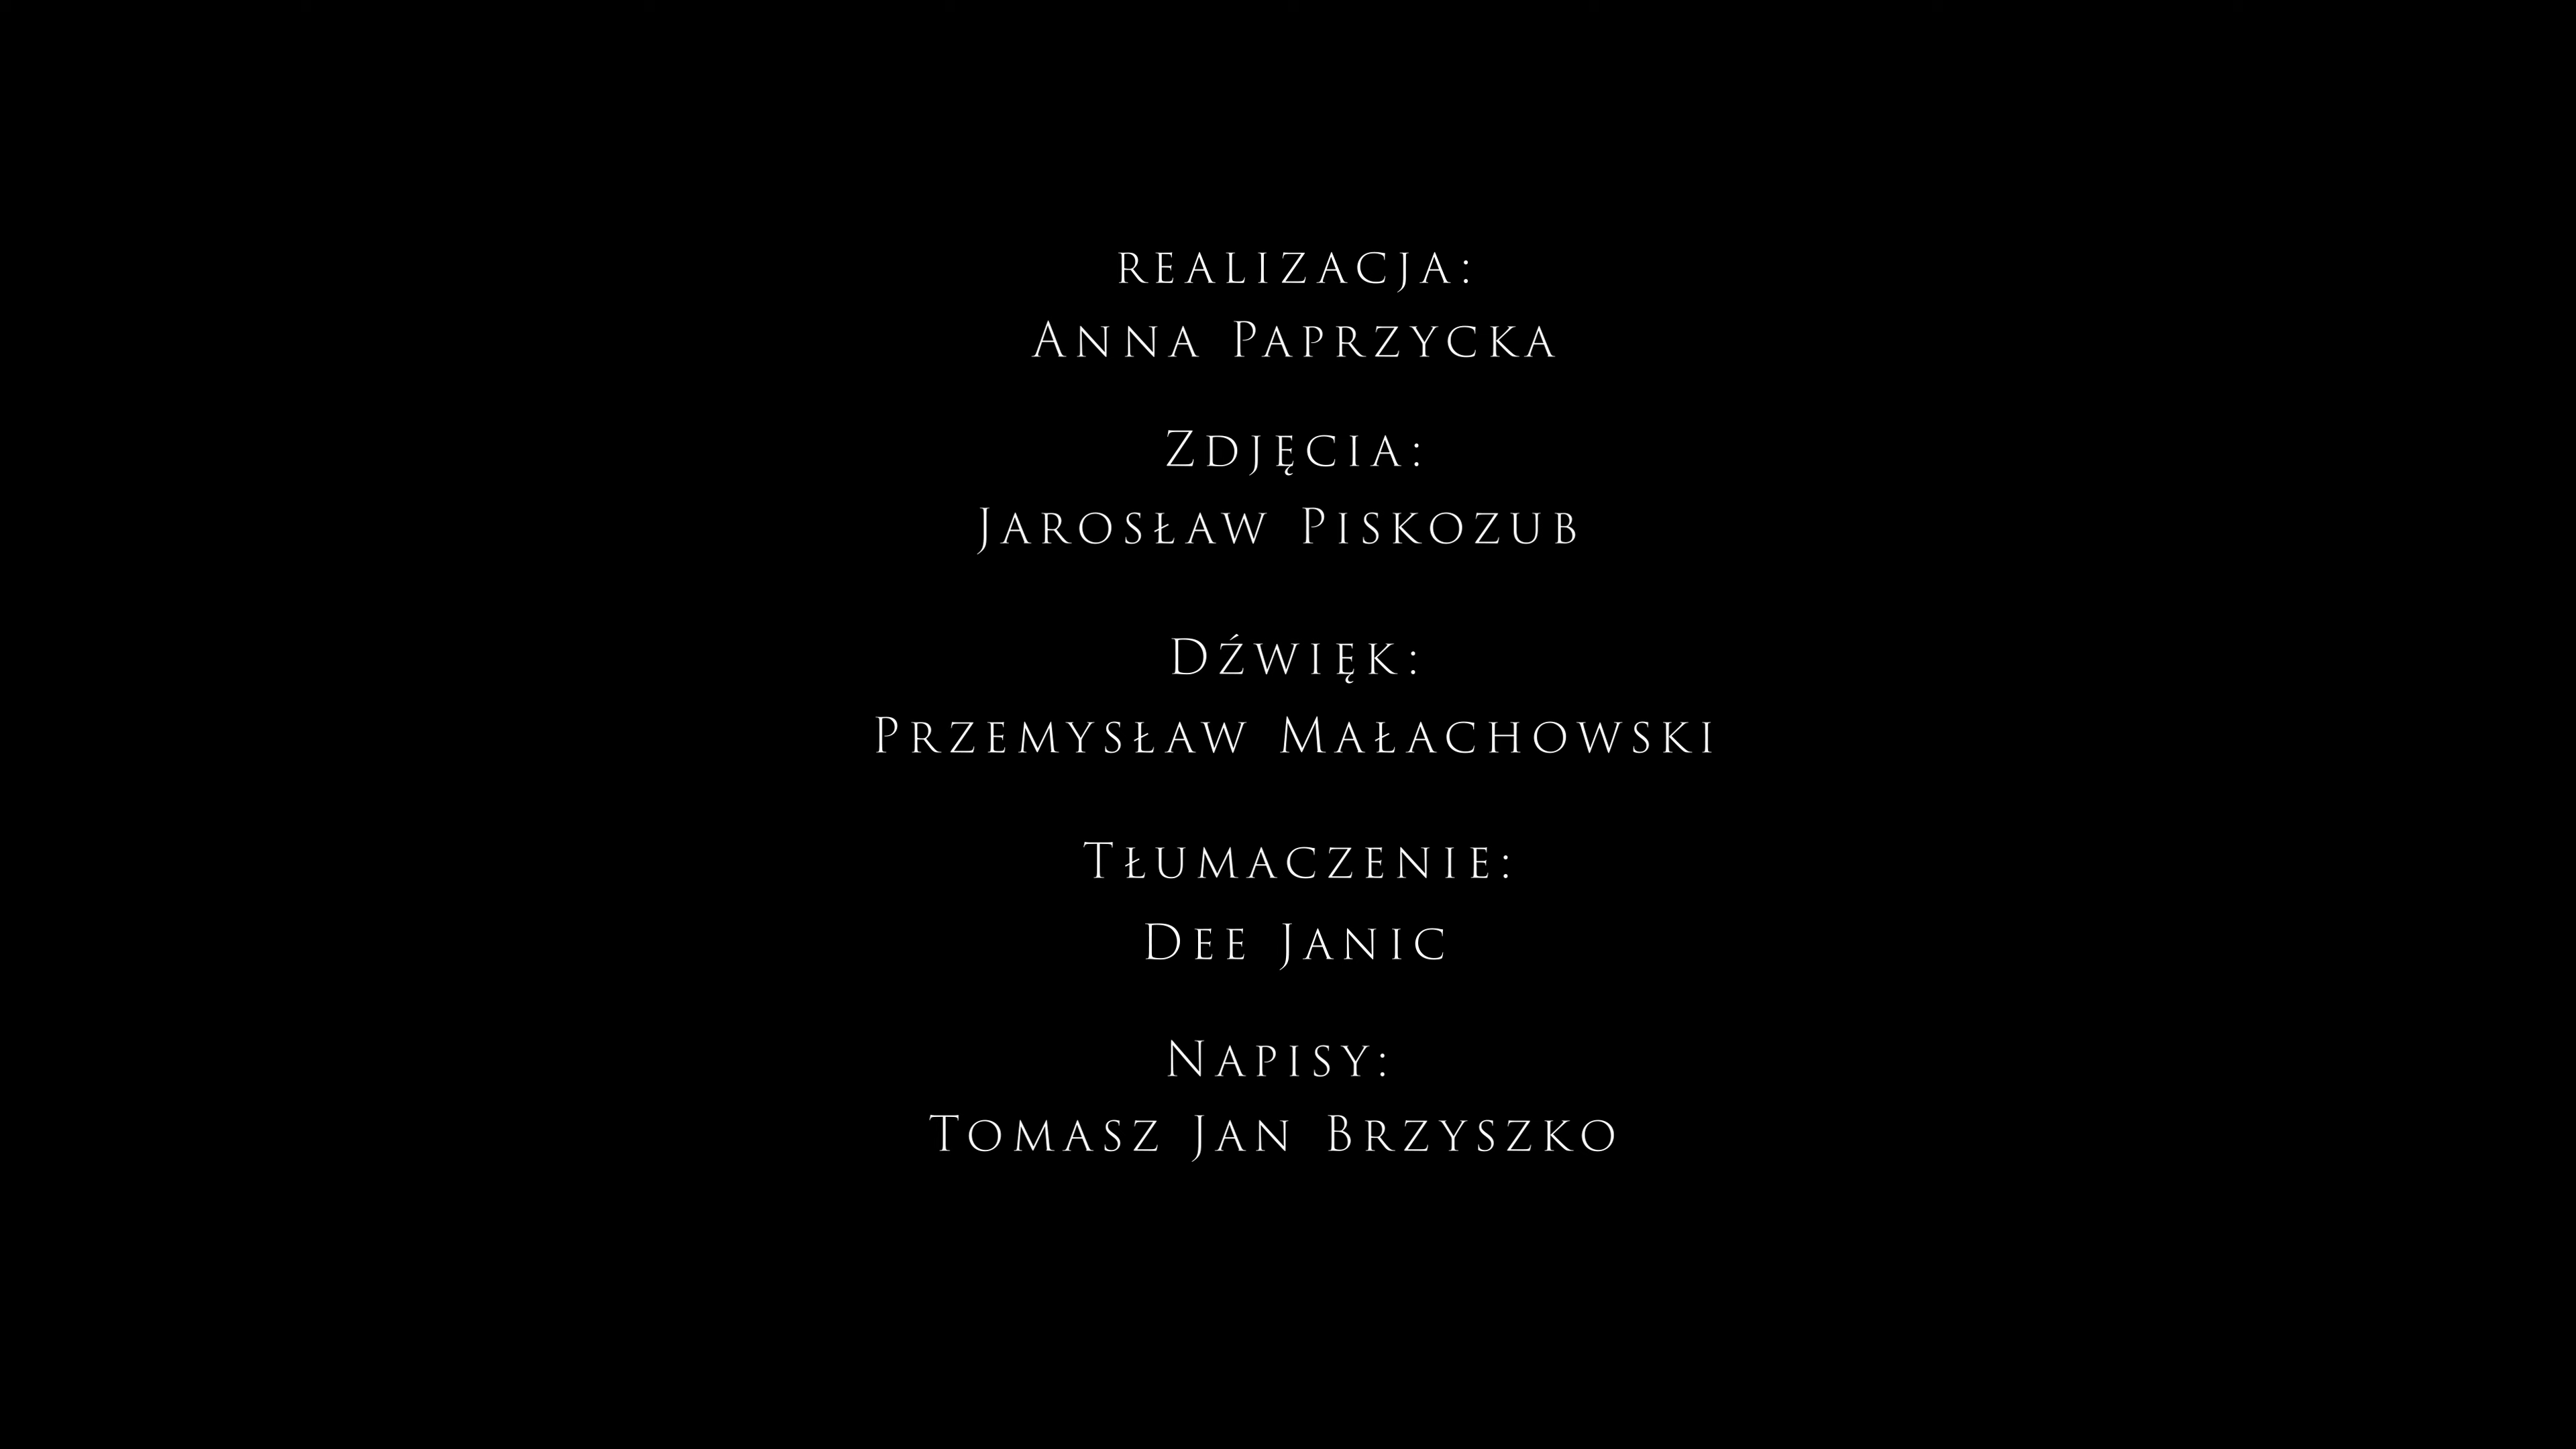 realizacja:
Anna Paprzycka
Zdjęcia:
Jarosław Piskozub
Dźwięk:
Przemysław Małachowski
Tłumaczenie:
Dee Janic
Napisy:
Tomasz Jan Brzyszko